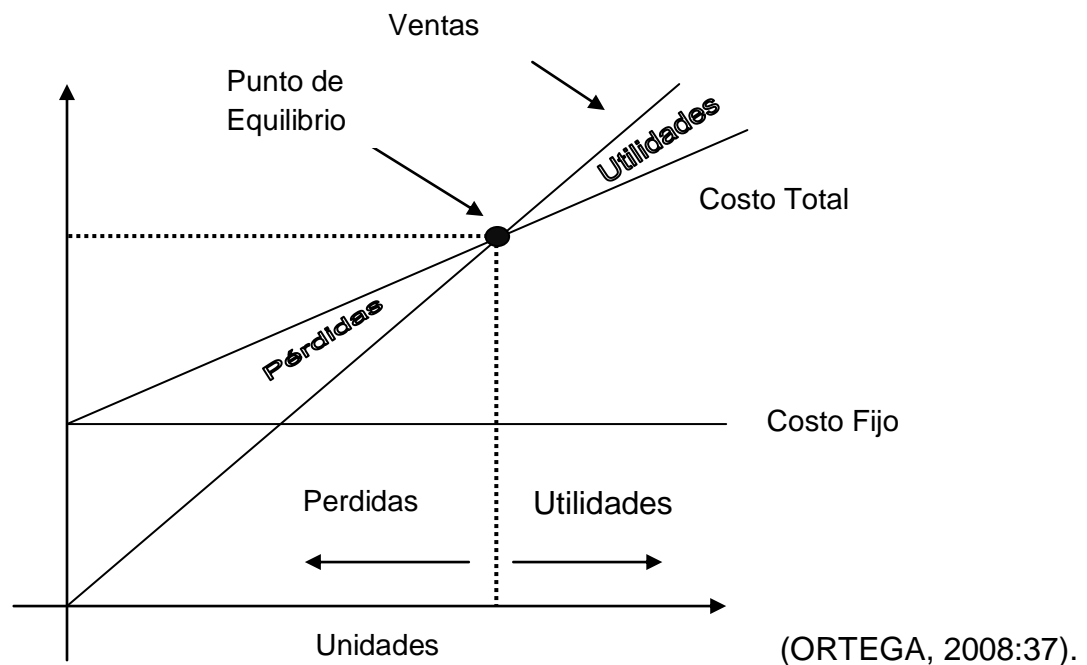 Ventas
Punto de
Equilibrio
Utilidades
Costo Total
Pérdidas
Costo Fijo
Perdidas
Utilidades
Unidades
(ORTEGA, 2008:37).